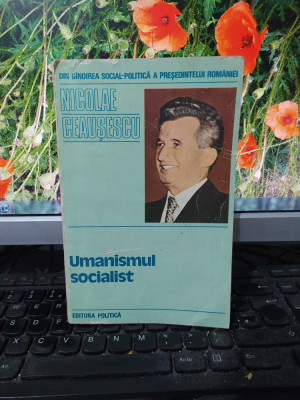 DIN GÎNDIREA SOCIAL-POLITICĂ A PREȘEDINTELUI ROMÂNIEI
NICOLAE
CEAUȘESCU
Umanismul
socialist
EDITURA POLITICĂ